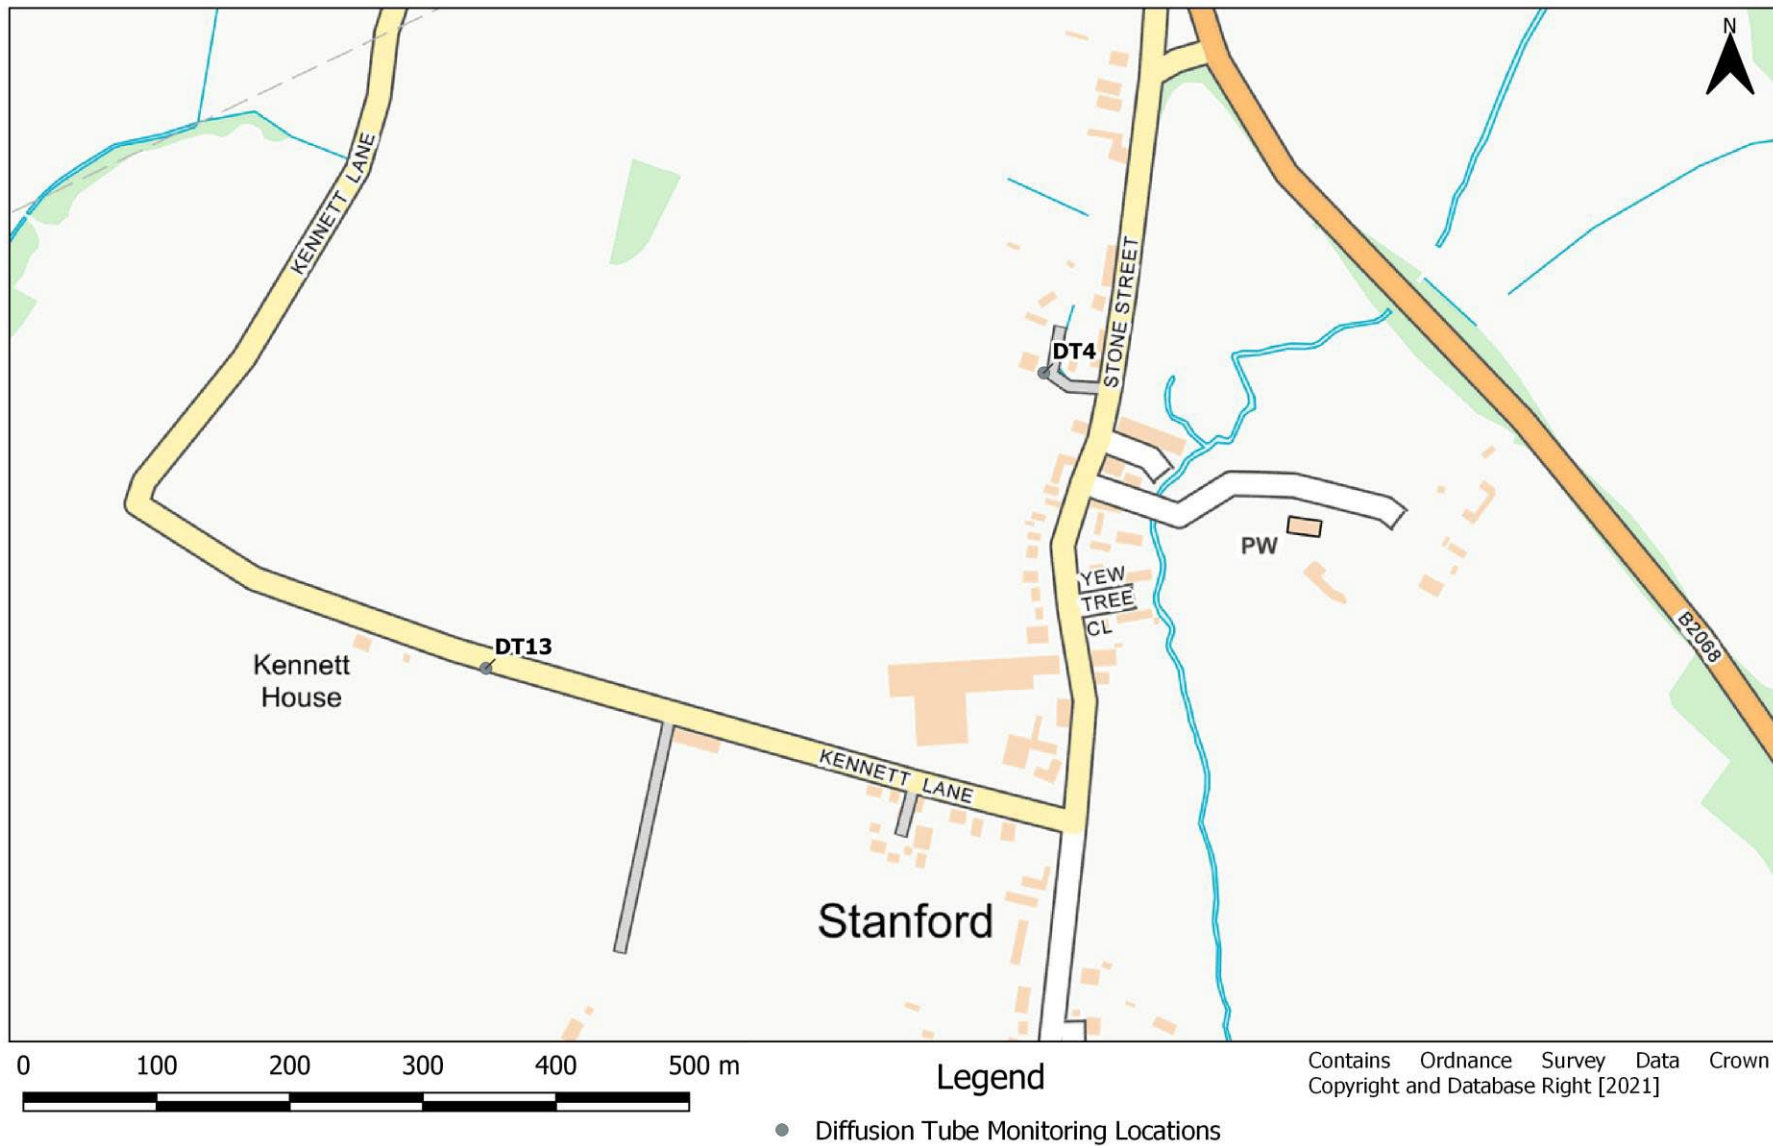 N
KENNETT LANE
STONE STREET
DT4
PW
YEW
TREE
CL
B2068
DT13
Kennett
House
KENNETT LANE
Stanford
0 100 200 300 400 500 m
Legend
Diffusion Tube Monitoring Locations
Contains Ordnance Survey Data Crown
Copyright and Database Right [2021]